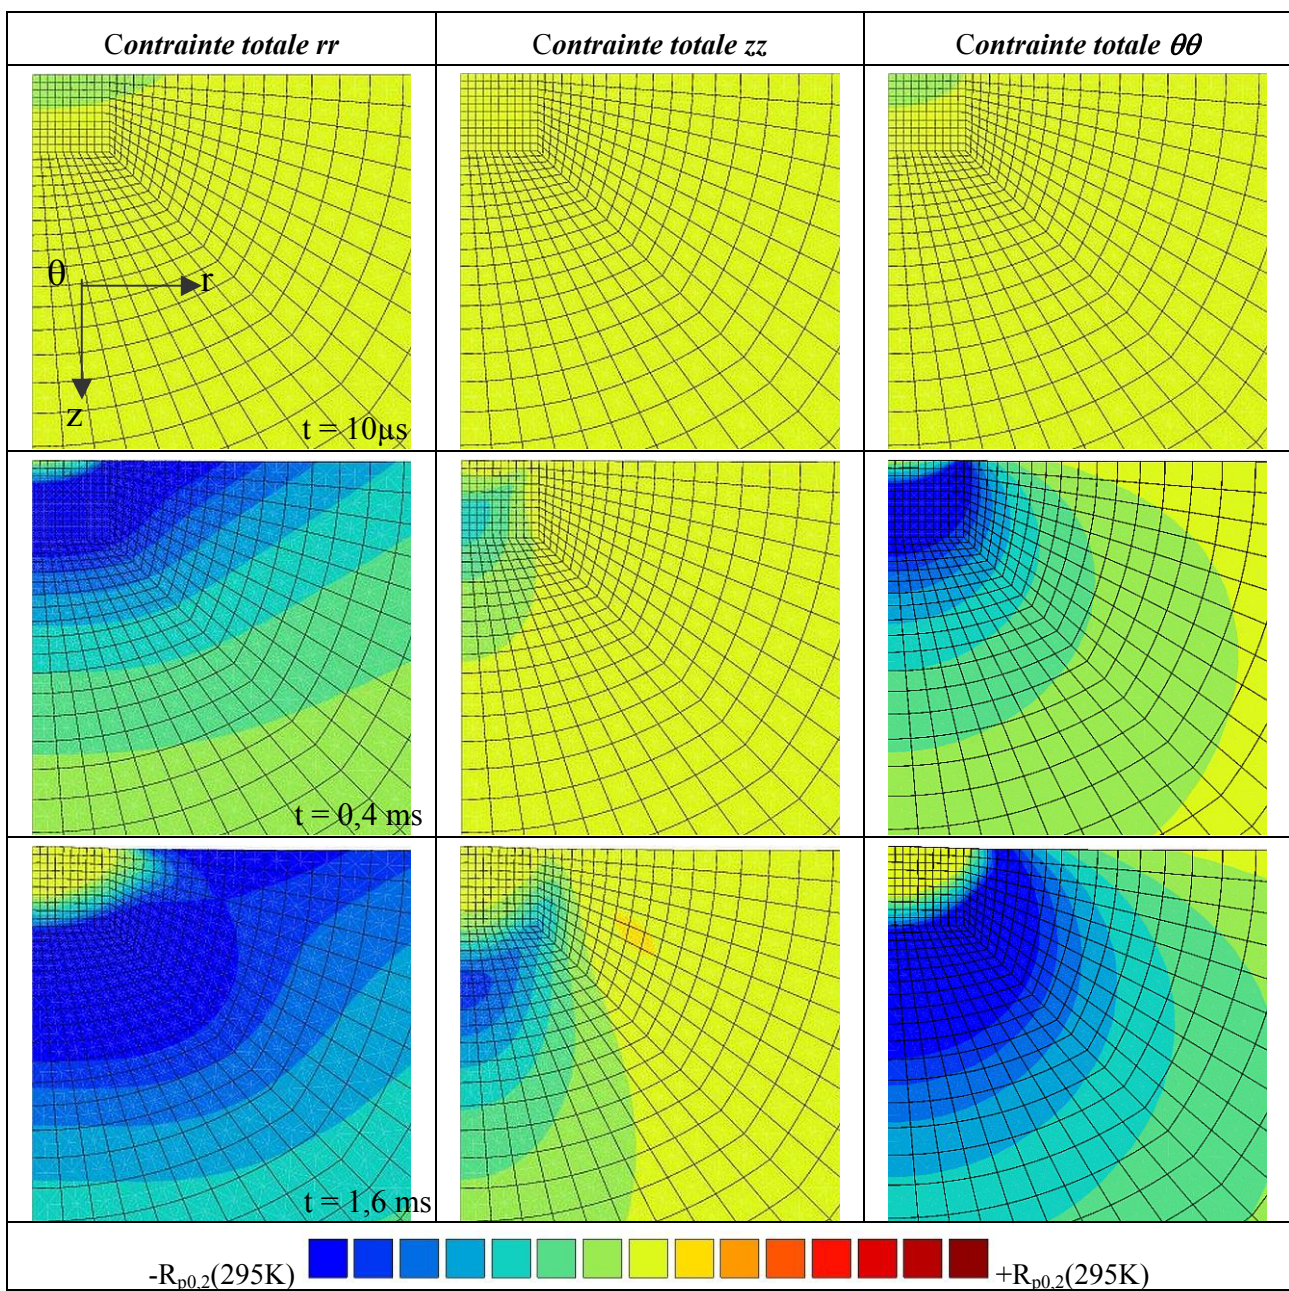 Contrainte totale rr
Contrainte totale zz
Contrainte totale θθ
θ
r
z
t = 10µs
t = 0,4 ms
t = 1,6 ms
-Rp0,2(295K)
+Rp0,2(295K)